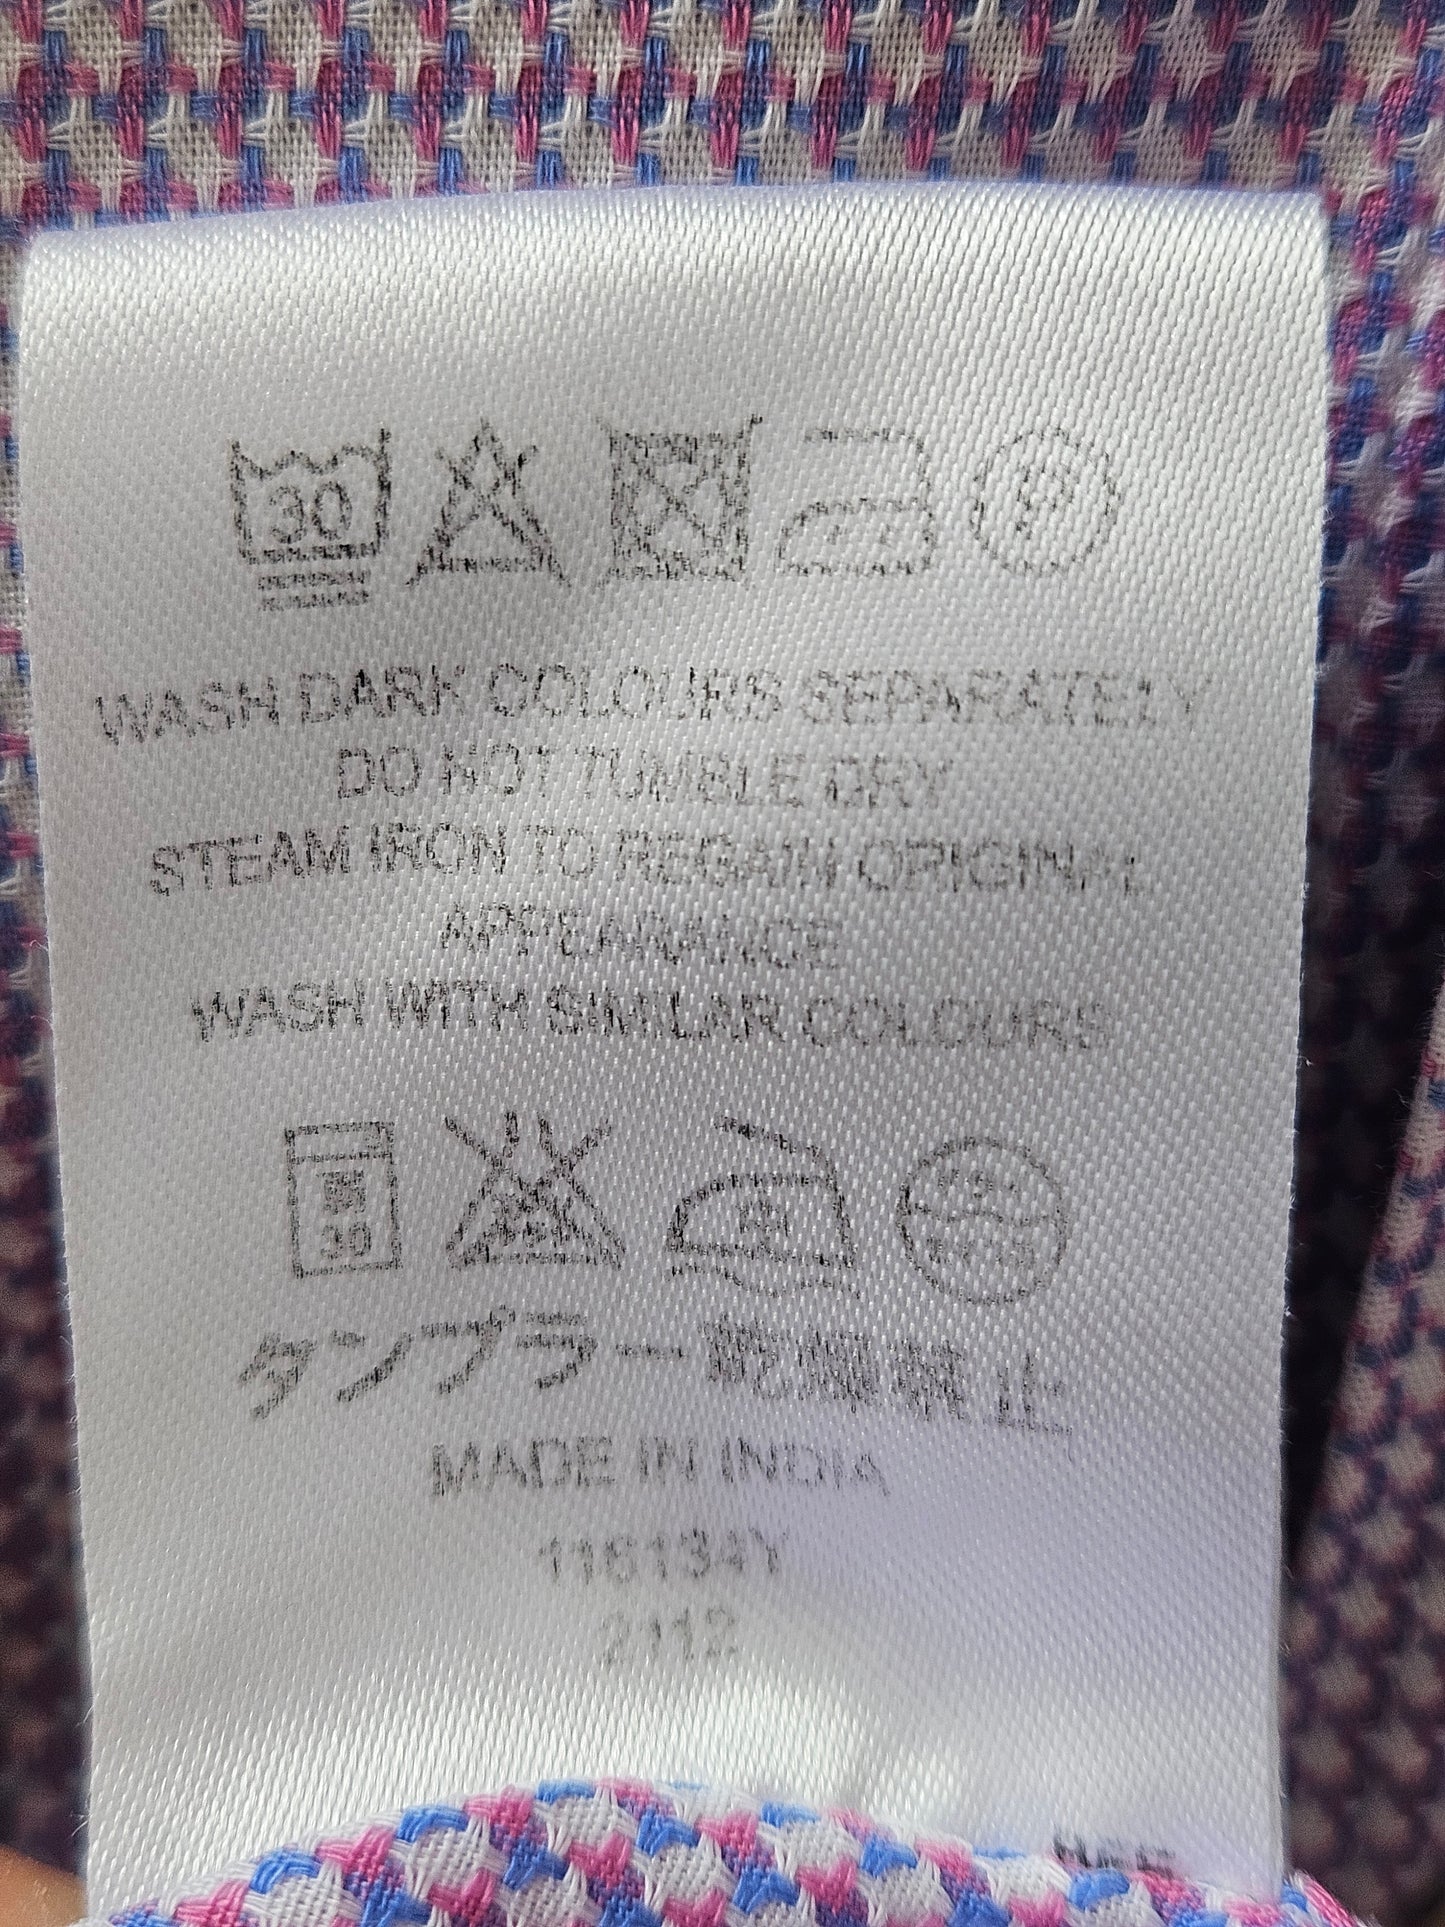 30
P
WASH DARK COLOURS SEPARATELY
DO NOT TUMBLE DRY
STEAM IRON TO REGAIN ORIGINAL
APPEARANCE
WASH WITH SIMILAR COLOURS
30
タンブラー乾燥禁止
MADE IN INDIA
1161344Y
2112